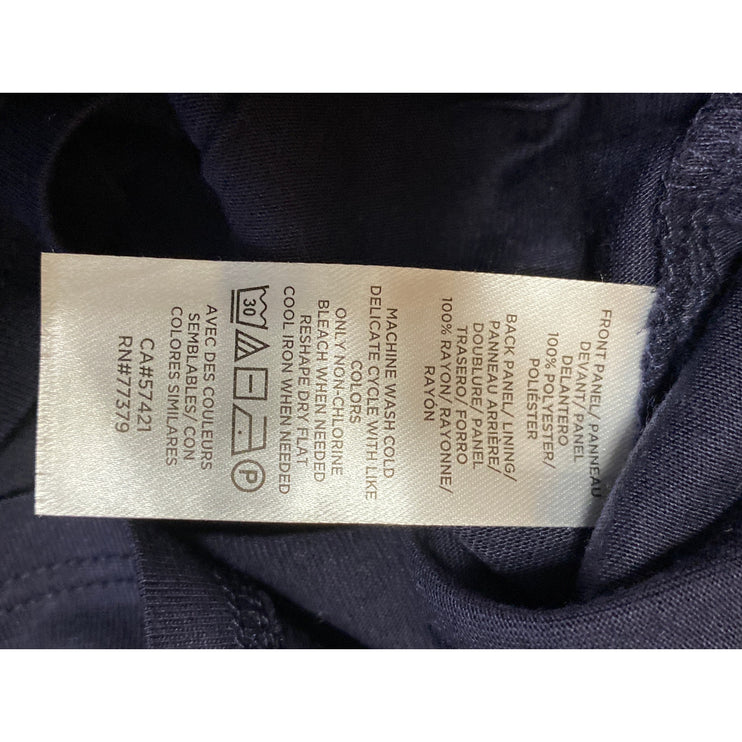 FRONT PANEL/ PANNEAU
DEVANT/ PANEL
DELANTERO
100% POLYESTER/
POLIÉSTER
BACK PANEL/ LINING/
PANNEAU ARRIÈRE/
DOUBLURE/ PANEL
TRASERO/ FORRO
100% RAYON/ RAYONNE/
RAYON
MACHINE WASH COLD
DELICATE CYCLE WITH LIKE
COLORS
ONLY NON-CHLORINE
BLEACH WHEN NEEDED
RESHAPE DRY FLAT
COOL IRON WHEN NEEDED
30 P
AVEC DES COULEURS
SEMBLABLES/ CON
COLORES SIMILARES
CA#57421
RN#77379